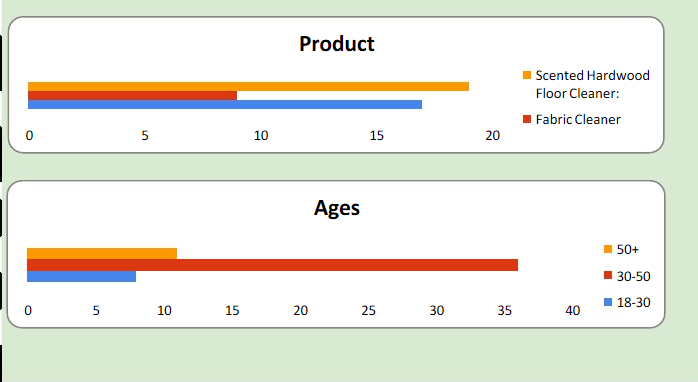 Product
Scented Hardwood
Floor Cleaner:
Fabric Cleaner
0 5 10 15 20
Ages
50+
30-50
18-30
0 5 10 15 20 25 30 35 40